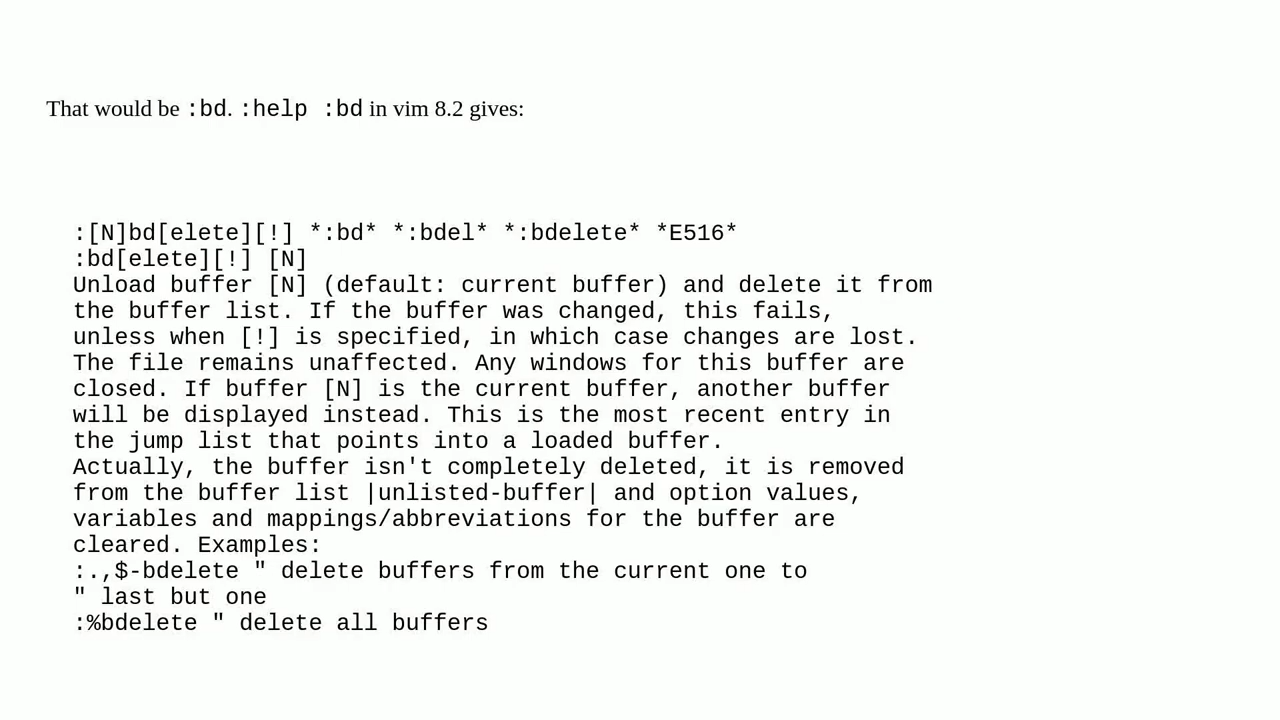 That would be :bd. :help :bd in vim 8.2 gives:
:[N]bd[elete][!] *:bd* *:bdel* *:bdelete* *E516*
:bd[elete][!] [N]
Unload buffer [N] (default: current buffer) and delete it from
the buffer list. If the buffer was changed, this fails,
unless when [!] is specified, in which case changes are lost.
The file remains unaffected. Any windows for this buffer are
closed. If buffer [N] is the current buffer, another buffer
will be displayed instead. This is the most recent entry in
the jump list that points into a loaded buffer.
Actually, the buffer isn't completely deleted, it is removed
from the buffer list |unlisted-buffer| and option values,
variables and mappings/abbreviations for the buffer are
cleared. Examples:
:.,$-bdelete " delete buffers from the current one to
" last but one
:%bdelete " delete all buffers